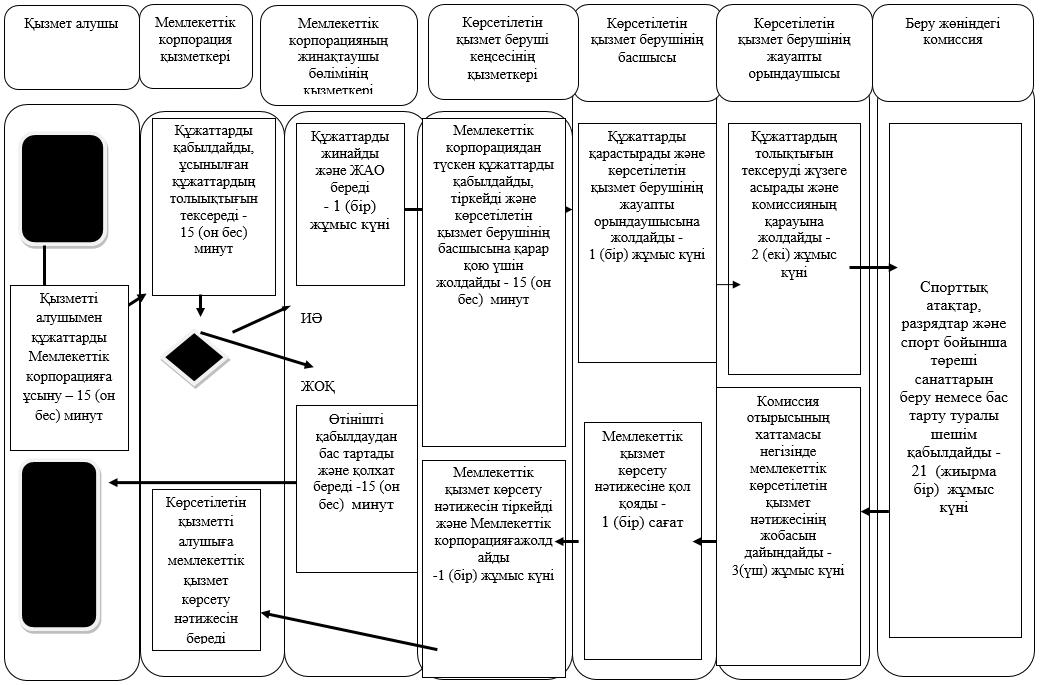 Қызмет алушы
Мемлекеттік
корпорация
қызметкері
Мемлекеттік
корпорацияның
жинақтаушы
бөлімінің
қызметкері
Көрсетілетін
қызмет беруші
кеңсесінің
қызметкері
Көрсетілетін
қызмет берушінің
басшысы
Көрсетілетін
қызмет берушінің
жауапты
орындаушысы
Беру жөніндегі
комиссия
Қызметті
алушымен
құжаттарды
Мемлекеттік
корпорацияға
ұсыну – 15 (он
бес) минут
Құжаттарды
қабылдайды,
ұсынылған
құжаттардың
толыықтығын
тексереді -
15 (он бес)
минут
Құжаттарды
жинайды
және ЖАО
береді
- 1 (бір)
жұмыс күні
ИӘ
ЖОҚ
Өтінішті
қабылдаудан
бас тартады
және қолхат
береді -15 (он
бес) минут
Мемлекеттік
корпорациядан
түскен құжаттарды
қабылдайды,
тіркейді және
көрсетілетін
қызмет берушінің
басшысына қарар
қою үшін
жолдайды - 15 (он
бес) минут
Құжаттарды
қарастырады және
көрсетілетін
қызмет берушінің
жауапты
орындаушысына
жолдайды -
1 (бір) жұмыс күні
Құжаттардың
толықтығын
тексеруді жүзеге
асырады және
комиссияның
қарауына
жолдайды -
2 (екі) жұмыс
күні
Спорттық
атақтар,
разрядтар және
спорт бойынша
төреші
санаттарын
беру немесе бас
тарту туралы
шешім
қабылдайды -
21 (жиырма
бір) жұмыс
күні
Комиссия
отырысының
хаттамасы
негізінде
мемлекеттік
көрсетілетін
қызмет
нәтижесінің
жобасын
дайындайды -
3(үш) жұмыс күні
Мемлекеттік
қызмет
көрсету
нәтижесіне қол
қояды -
1 (бір) сағат
Мемлекеттік
қызмет көрсету
нәтижесін тіркейді
және Мемлекеттік
корпорацияғажолд
айды
-1 (бір) жұмыс күні
Көрсетілетін
қызметті
алушыға
мемлекеттік
қызмет
көрсету
нәтижесін
береді